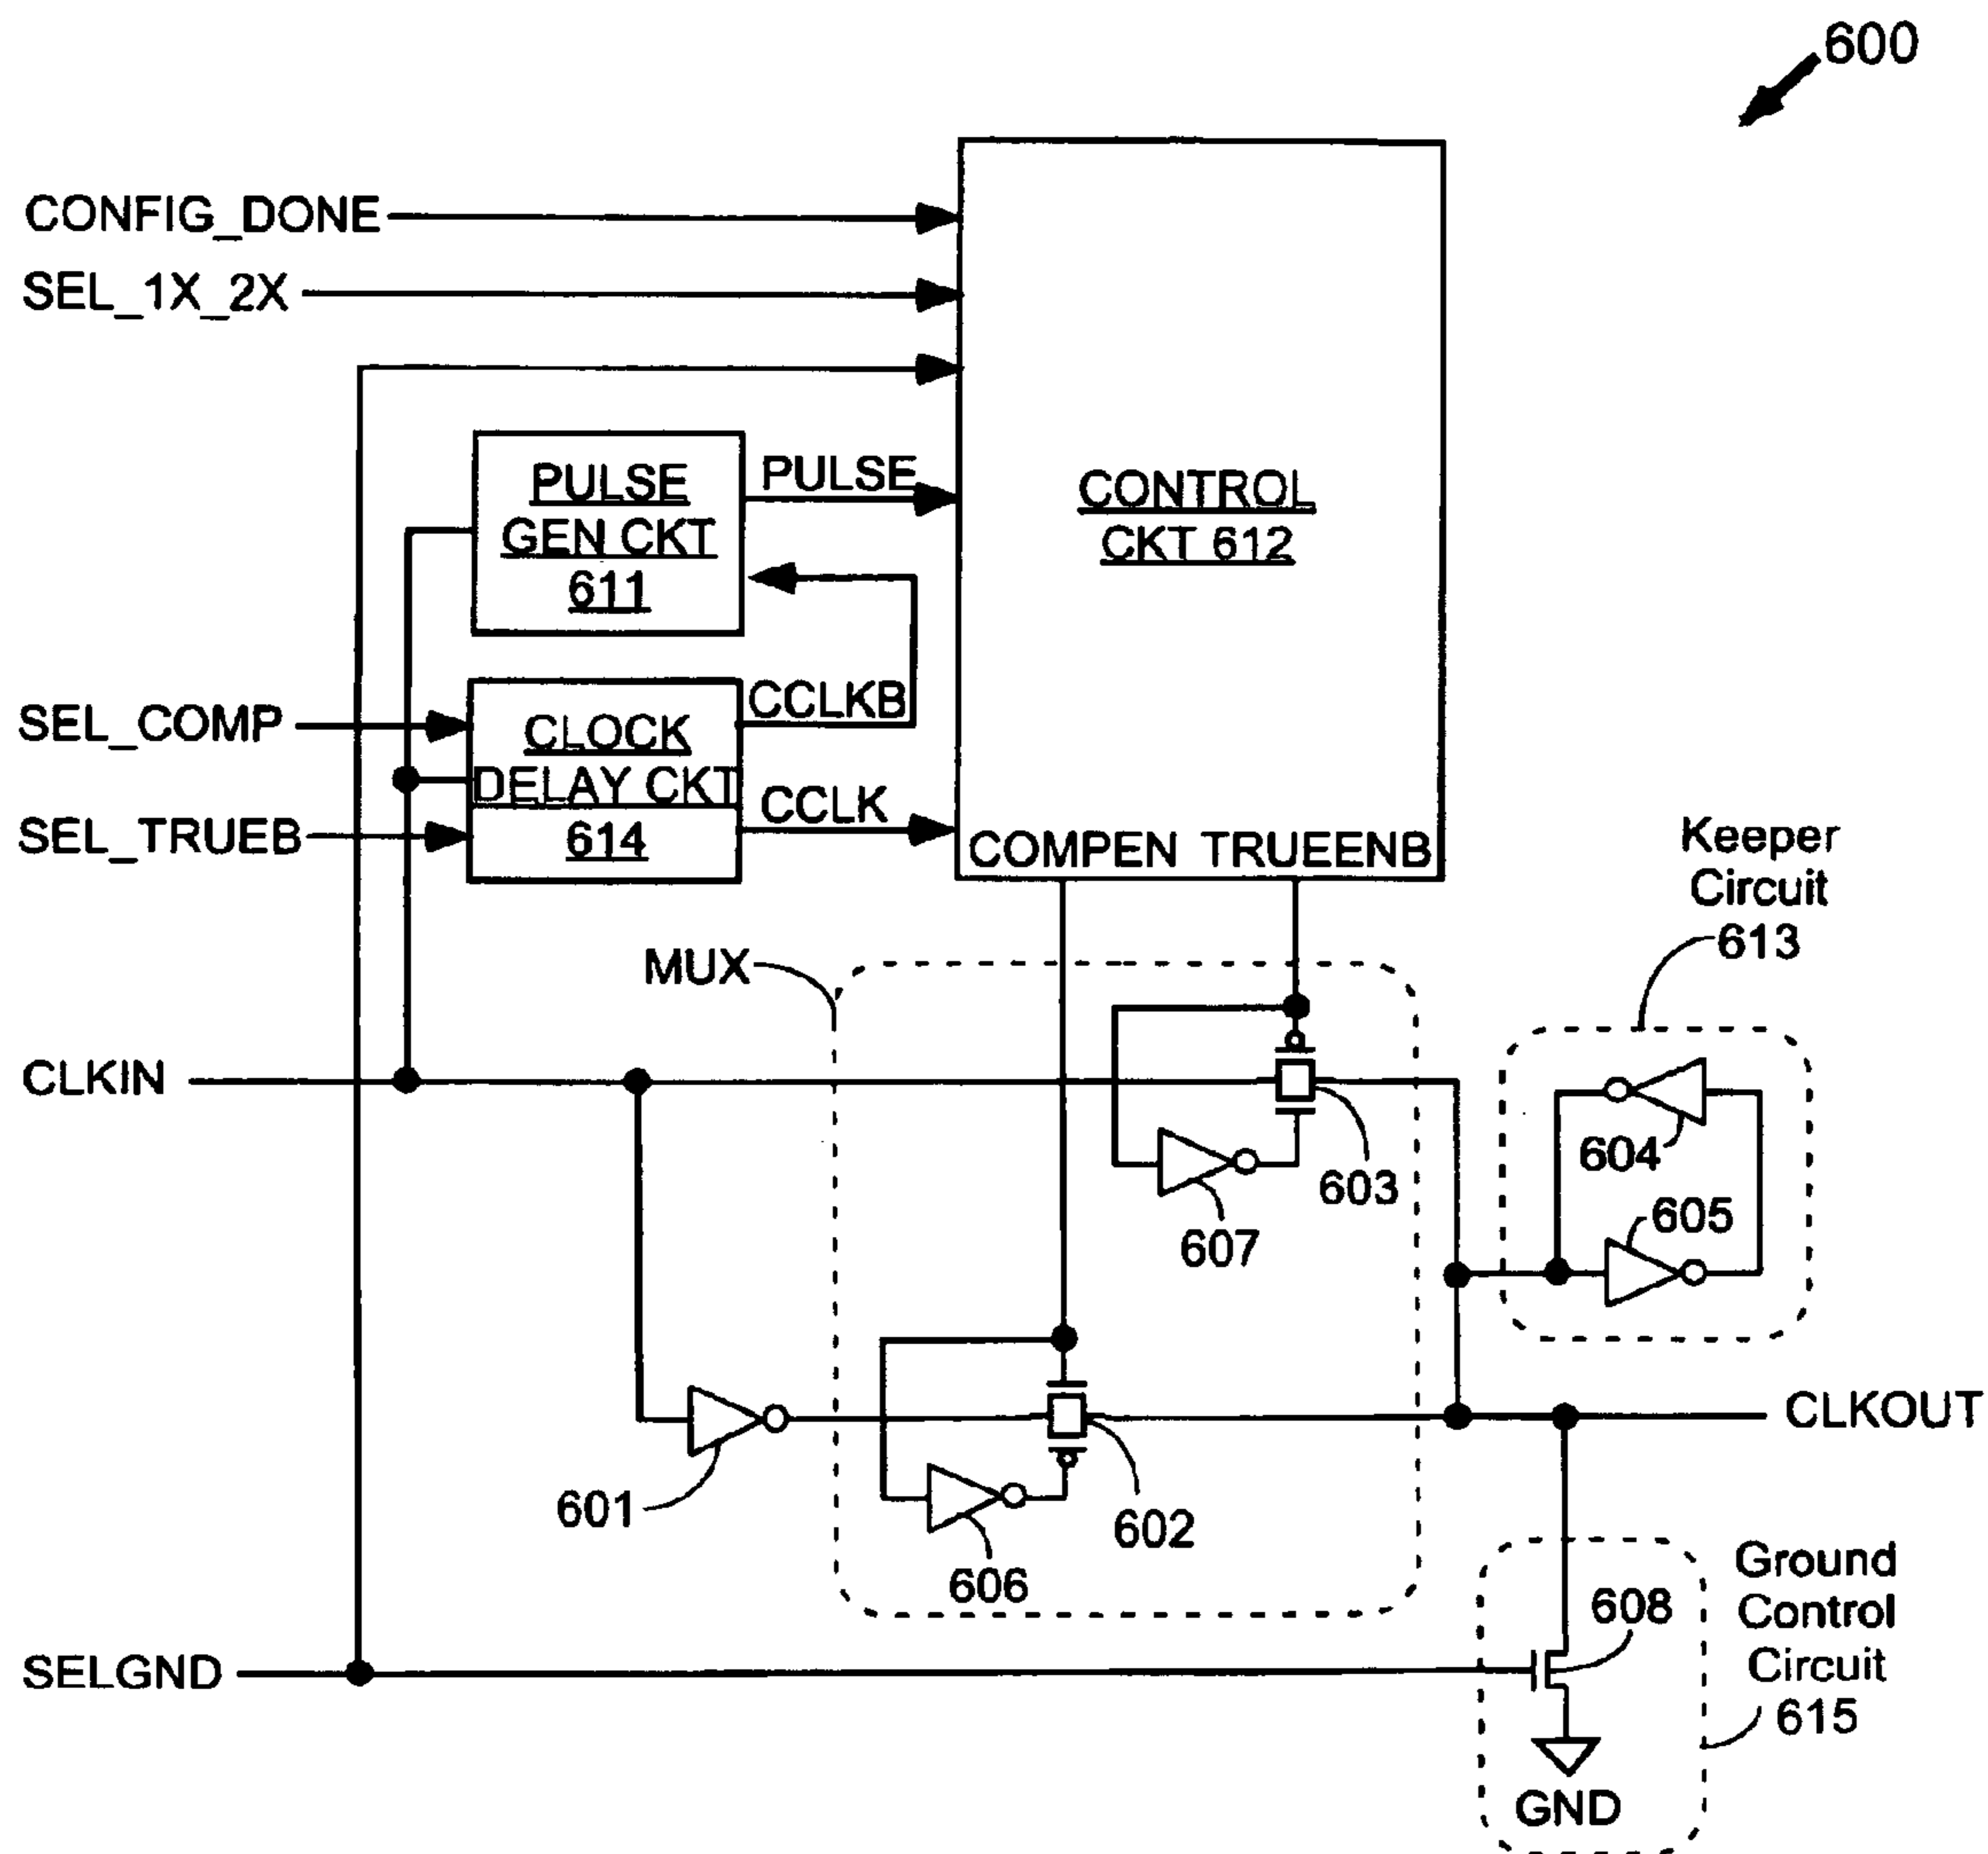 600
CONFIG_DONE
SEL_1X_2X
PULSE
GEN CKT
611
PULSE
CONTROL
CKT 612
SEL_COMP
CLOCK
DELAY CKT
614
CCLKB
SEL_TRUEB
CCLK
COMPEN TRUEENB
Keeper
Circuit
613
MUX
CLKIN
604
603
605
607
CLKOUT
601
602
606
Ground
Control
Circuit
615
608
SELGND
GND